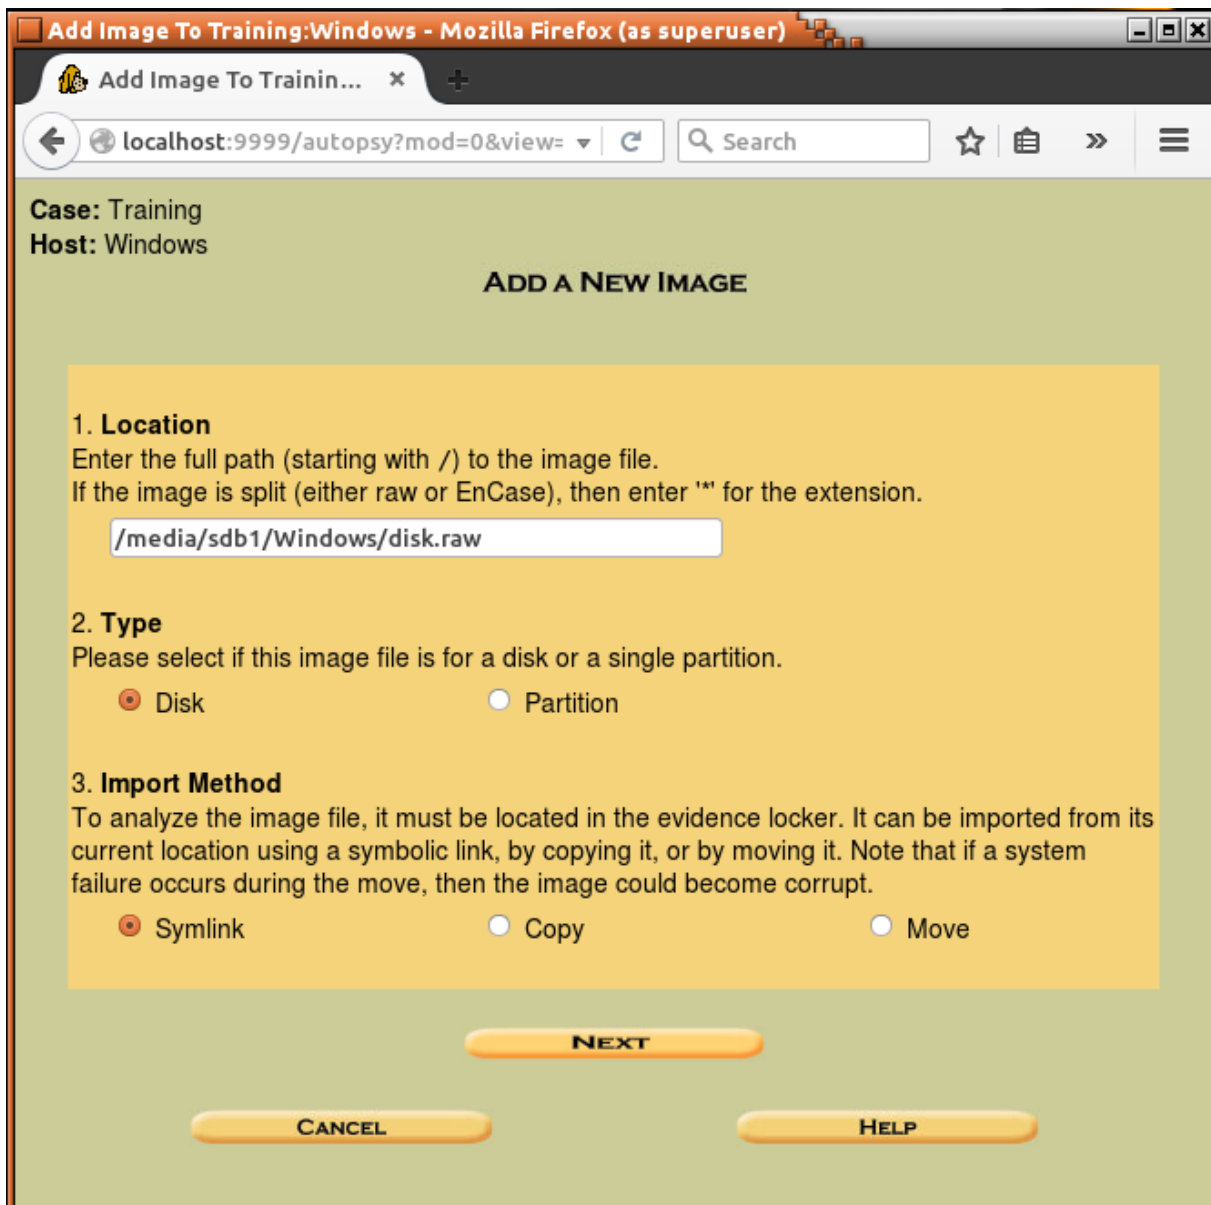 Add Image To Training:Windows - Mozilla Firefox (as superuser)
Add Image To Trainin...
localhost:9999/autopsy?mod=0&view=
Search
Case: Training
Host: Windows
ADD A NEW IMAGE
1. Location
Enter the full path (starting with /) to the image file.
If the image is split (either raw or EnCase), then enter '*' for the extension.
/media/sdb1/Windows/disk.raw
2. Type
Please select if this image file is for a disk or a single partition.
Disk Partition
3. Import Method
To analyze the image file, it must be located in the evidence locker. It can be imported from its
current location using a symbolic link, by copying it, or by moving it. Note that if a system
failure occurs during the move, then the image could become corrupt.
Symlink Copy Move
NEXT
CANCEL HELP